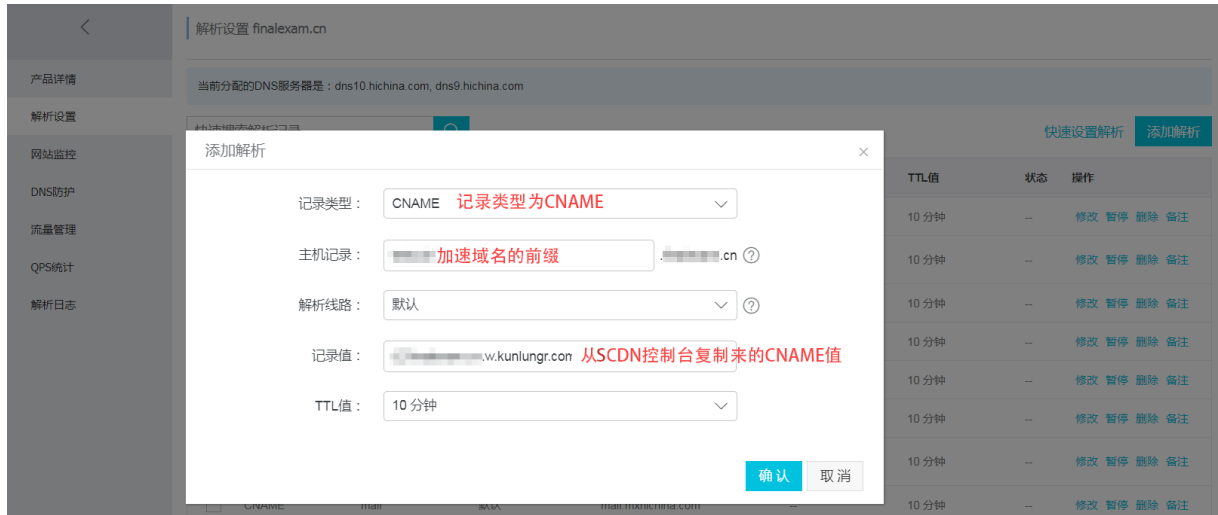 解析设置 finalexam.cn
产品详情
当前分配的DNS服务器是：dns10.hichina.com, dns9.hichina.com
解析设置
快速搜索解析记录
快速设置解析
添加解析
网站监控
DNS防护
流量管理
QPS统计
解析日志
添加解析
×
记录类型： CNAME 记录类型为CNAME
主机记录： 加速域名的前缀 .cn ?
解析线路： 默认 ?
记录值： .w.kunlungr.com 从SCDN控制台复制来的CNAME值
TTL值： 10 分钟
确认 取消
TTL值 状态 操作
10 分钟 -- 修改 暂停 删除 备注
10 分钟 -- 修改 暂停 删除 备注
10 分钟 -- 修改 暂停 删除 备注
10 分钟 -- 修改 暂停 删除 备注
10 分钟 -- 修改 暂停 删除 备注
10 分钟 -- 修改 暂停 删除 备注
10 分钟 -- 修改 暂停 删除 备注
CNAME mail 默认 mail.mxhichina.com -- 10 分钟 -- 修改 暂停 删除 备注